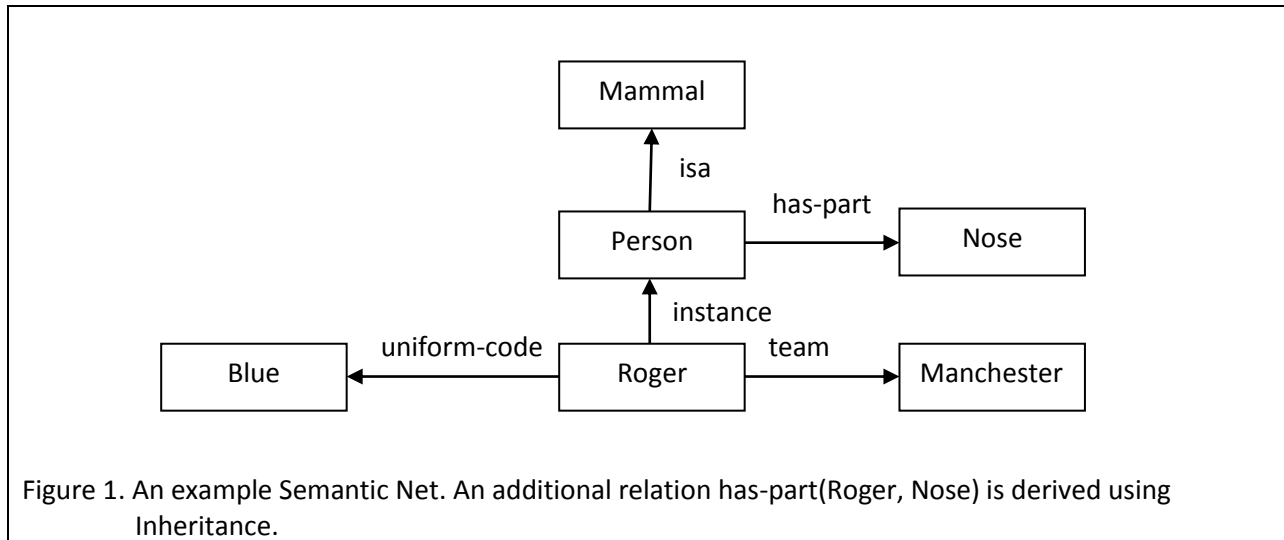 Mammal
isa
has-part
Person
Nose
instance
uniform-code
team
Blue
Roger
Manchester
Figure 1. An example Semantic Net. An additional relation has-part(Roger, Nose) is derived using
Inheritance.